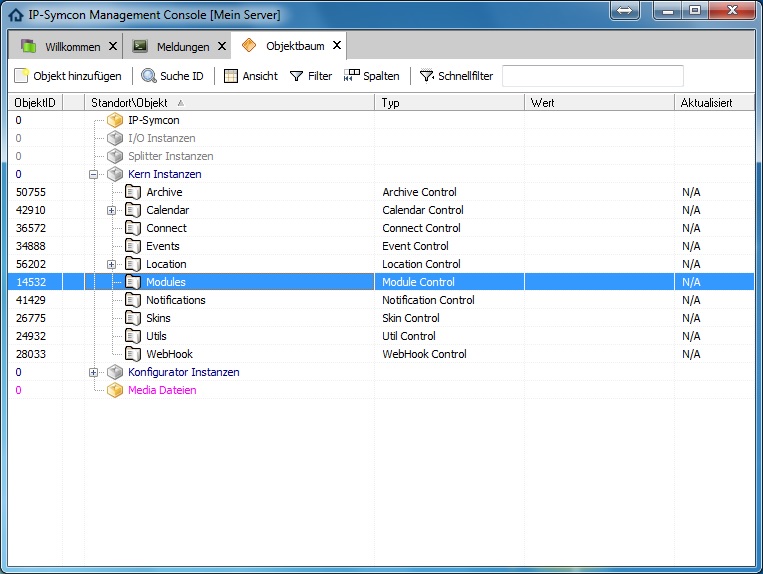 IP-Symcon Management Console [Mein Server]
Willkommen Meldungen Objektbaum
Objekt hinzufügen Suche ID Ansicht Filter Spalten Schnellfilter
ObjektID Standort\Objekt Typ Wert Aktualisiert
0 IP-Symcon
0 I/O Instanzen
0 Splitter Instanzen
0 Kern Instanzen
50755 Archive Archive Control N/A
42910 Calendar Calendar Control N/A
36572 Connect Connect Control N/A
34888 Events Event Control N/A
56202 Location Location Control N/A
14532 Modules Module Control N/A
41429 Notifications Notification Control N/A
26775 Skins Skin Control N/A
24932 Utils Util Control N/A
28033 WebHook WebHook Control N/A
0 Konfigurator Instanzen
0 Media Dateien